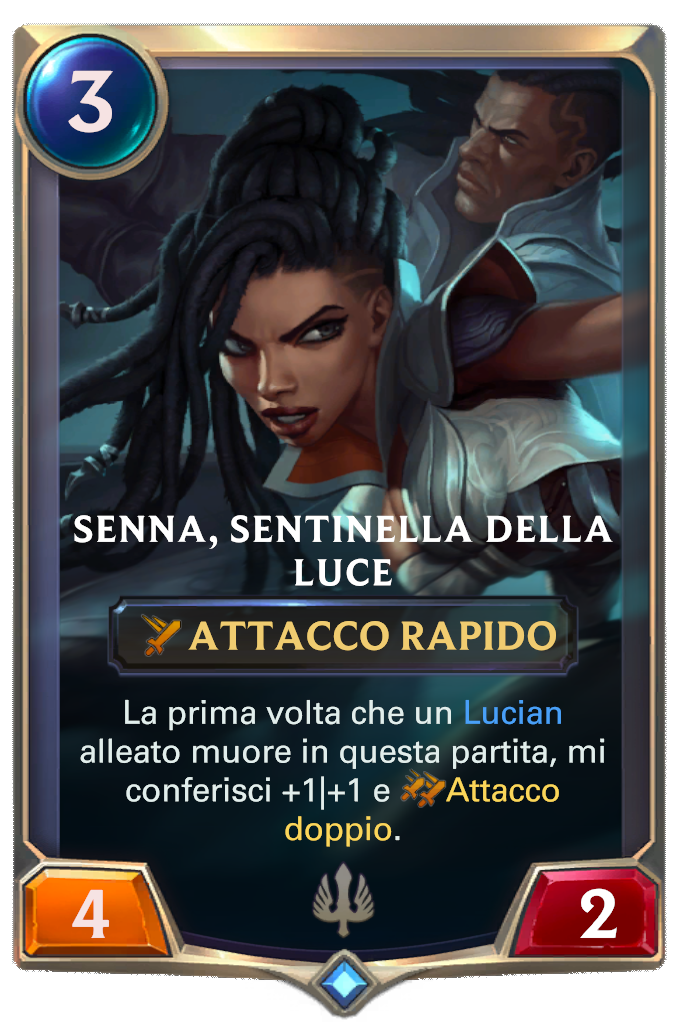 3
SENNA, SENTINELLA DELLA
LUCE
ATTACCO RAPIDO
La prima volta che un Lucian
alleato muore in questa partita, mi
conferisci +1|+1 e Attacco
doppio.
4
2